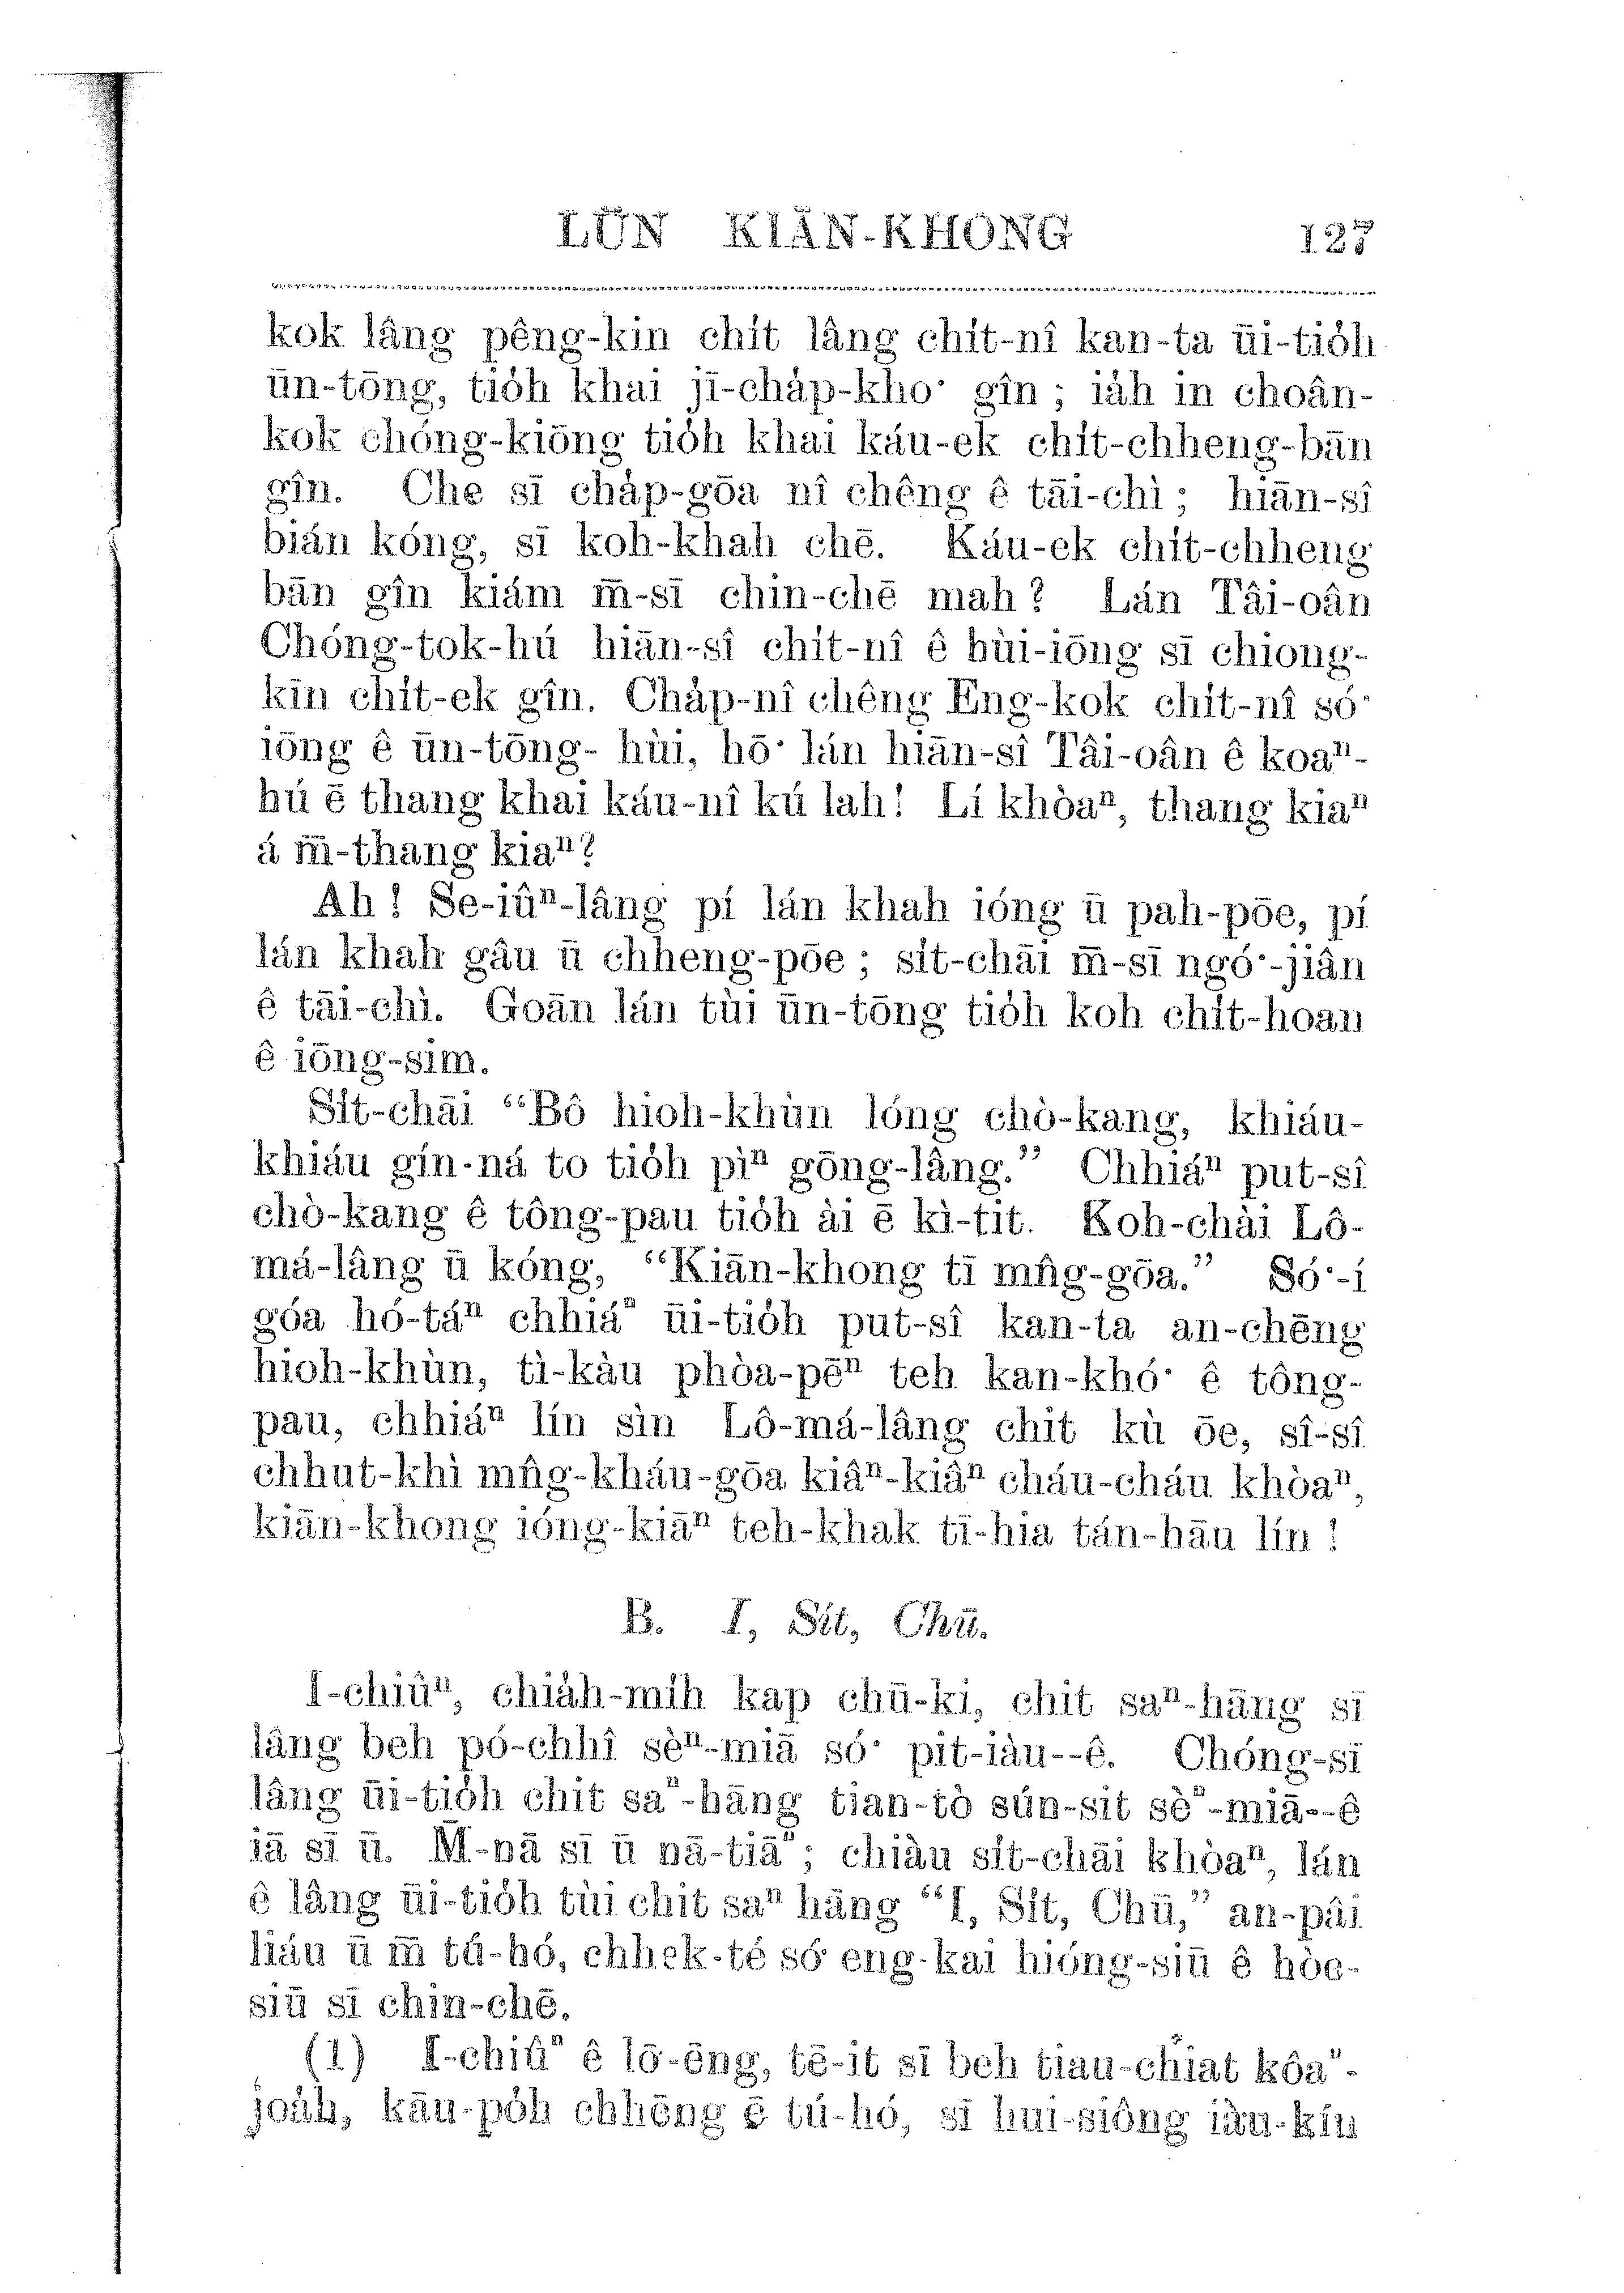 LŪN KIĀN-KHONG 127
kok lâng pêng-kin chi̍t lâng chi̍t-nî kan-ta ūi-tio̍h
ūn-tōng, tio̍h khai jī-cha̍p-kho͘ gîn; iáh in choân-
kok chóng-kiōng tio̍h khai káu-ek chi̍t-chheng-bān
gîn. Che sī cha̍p-gōa nî chêng ê tāi-chì; hiān-sî
bián kóng, sī koh-khah chē. Káu-ek chi̍t-chheng
bān gîn kiám m̄-sī chin-chē mah? Lán Tâi-oân
Chóng-tok-hú hiān-sî chi̍t-nî ê hùi-iōng sī chiong-
kīn chi̍t-ek gîn. Cha̍p-nî chêng Eng-kok chi̍t-nî só͘
iōng ê ūn-tōng- hùi, hō͘ lán hiān-sî Tâi-oân ê koaⁿ-
hú ē thang khai káu-nî kú lah! Lí khòaⁿ, thang kiaⁿ
á m̄-thang kiaⁿ?
Ah! Se-iûⁿ-lâng pí lán khah ióng ū pah-pōe, pí
lán khah gâu ū chheng-pōe; si̍t-chāi m̄-sī ngó͘-jiân
ê tāi-chì. Goān lán tùi ūn-tōng tio̍h koh chi̍t-hoan
ê iōng-sim.
Si̍t-chāi “Bô hioh-khùn lóng chò-kang, khiáu-
khiáu gín-ná to tio̍h pìⁿ gōng-lâng.” Chhiáⁿ put-sî
chò-kang ê tông-pau tio̍h ài ē kì-tit. Koh-chài Lô-
má-lâng ū kóng, “Kiān-khong tī mn̂g-gōa.” Só͘-í
góa hó-táⁿ chhiáⁿ ūi-tio̍h put-sî kan-ta an-chēng
hioh-khùn, tì-kàu phòa-pēⁿ teh kan-khó͘ ê tông-
pau, chhiáⁿ lín sìn Lô-má-lâng chit kù ōe, sî-sî
chhut-khì mn̂g-kháu-gōa kiâⁿ-kiâⁿ cháu-cháu khòaⁿ,
kiān-khong ióng-kiāⁿ teh-khak tī-hia tán-hāu lín!
B. I, Si̍t, Chū.
I-chiûⁿ, chia̍h-mi̍h kap chū-ki, chit saⁿ-hāng sī
lâng beh pó-chhî sèⁿ-miā só͘ pit-iàu--ê. Chóng-sī
lâng ūi-tio̍h chit saⁿ-hāng tian-tò sún-sit sèⁿ-miā--ê
iā sī ū. M̄-nā sī ū nā-tiāⁿ; chiàu si̍t-chāi khòaⁿ, lán
ê lâng ūi-tio̍h tùi chit saⁿ hāng “I, Si̍t, Chū,” an-pâi
liáu ū m̄ tú-hó, chhek-té só͘ eng-kai hióng-siū ê hòe-
siū sī chin-chē.
(1) I-chiûⁿ ê lō-ēng, tē-it sī beh tiau-chiat kôaⁿ-
joa̍h, kāu-po̍h chhēng ē tú-hó, sī hui-siông iàu-kín